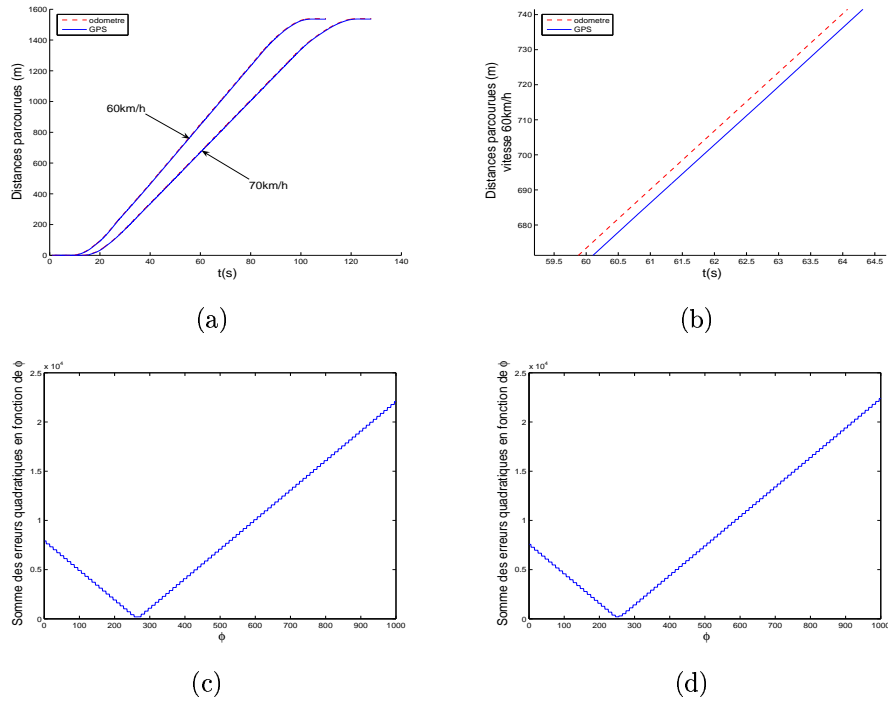 odometre
GPS
Distances parcourues (m)
1600
1400
1200
1000
800
600
400
200
0
60km/h
70km/h
0 20 40 60 80 100 120 140
t(s)
(a)
odometre
GPS
Distances parcourues (m)
vitesse 60km/h
740
730
720
710
700
690
680
59.5 60 60.5 61 61.5 62 62.5 63 63.5 64 64.5
t(s)
(b)
Somme des erreurs quadratiques en fonction de ϕ
x 10⁴
2.5
2
1.5
1
0.5
0
0 100 200 300 400 500 600 700 800 900 1000
ϕ
(c)
Somme des erreurs quadratiques en fonction de ϕ
x 10⁴
2.5
2
1.5
1
0.5
0
0 100 200 300 400 500 600 700 800 900 1000
ϕ
(d)